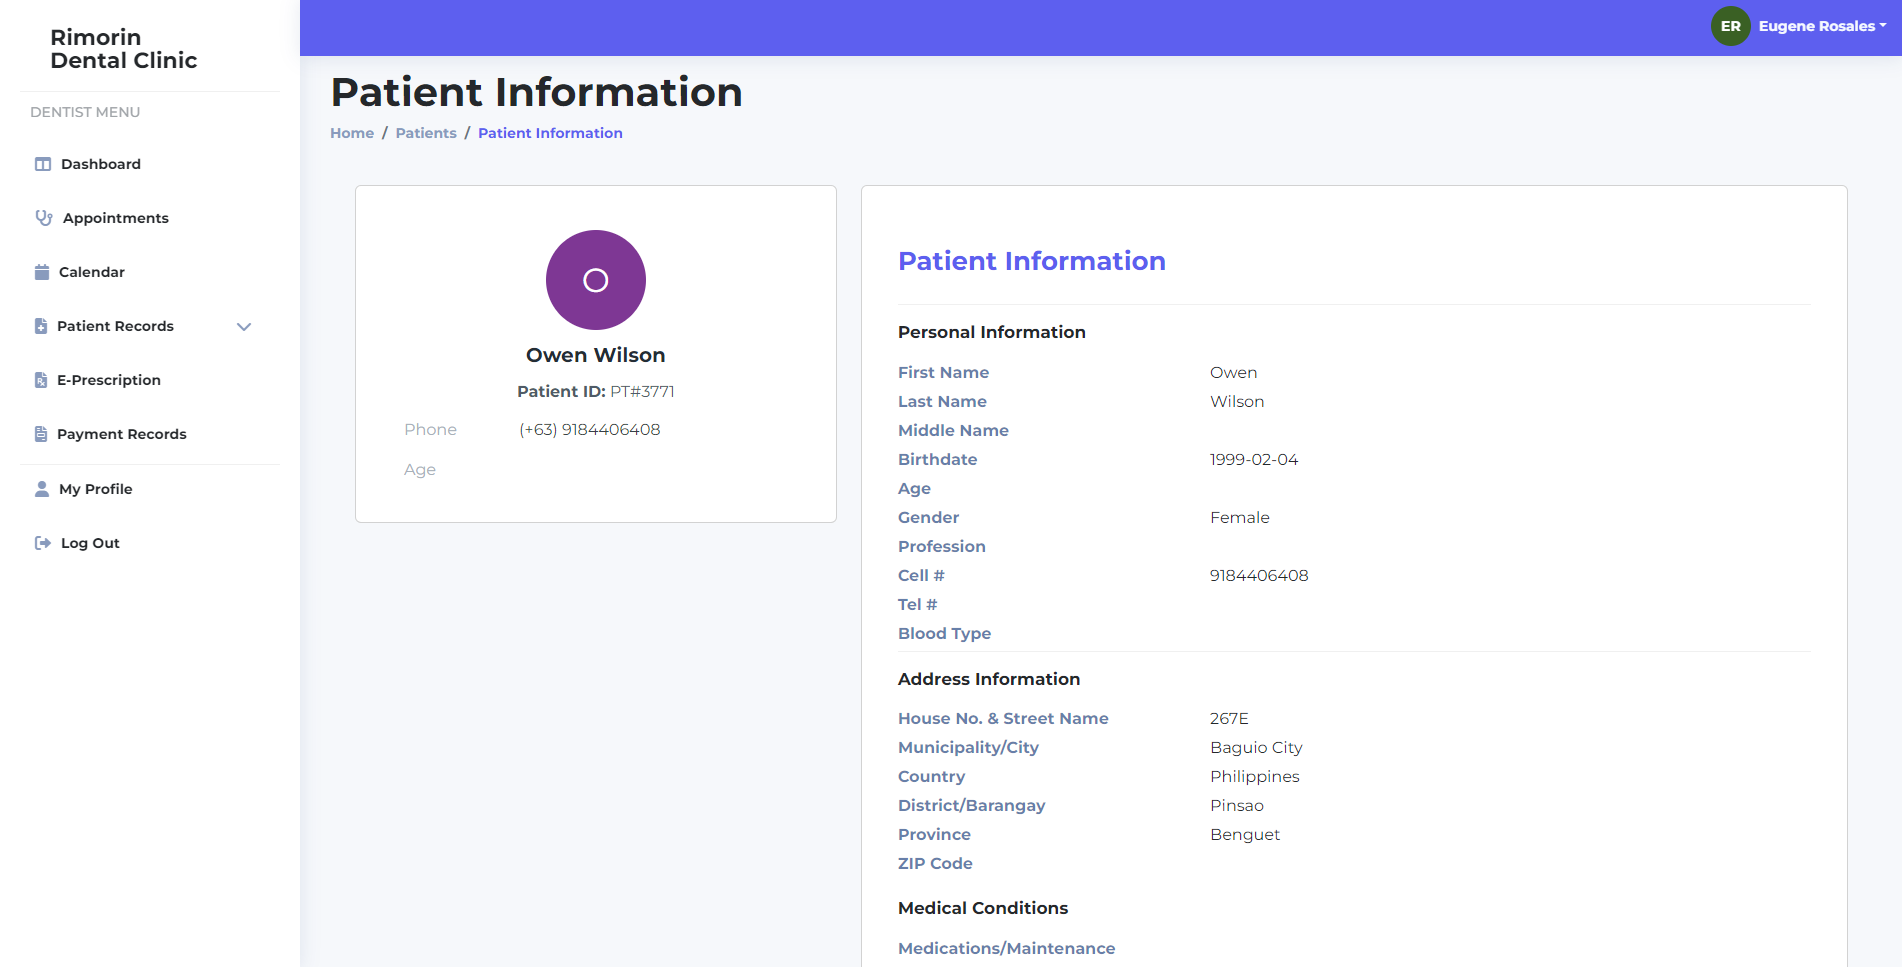 Rimorin
Dental Clinic
DENTIST MENU
Dashboard
Appointments
Calendar
Patient Records
E-Prescription
Payment Records
My Profile
Log Out
ER Eugene Rosales
Patient Information
Home / Patients / Patient Information
O
Owen Wilson
Patient ID: PT#3771
Phone (+63) 9184406408
Age
Patient Information
Personal Information
First Name Owen
Last Name Wilson
Middle Name
Birthdate 1999-02-04
Age
Gender Female
Profession
Cell # 9184406408
Tel #
Blood Type
Address Information
House No. & Street Name 267E
Municipality/City Baguio City
Country Philippines
District/Barangay Pinsao
Province Benguet
ZIP Code
Medical Conditions
Medications/Maintenance